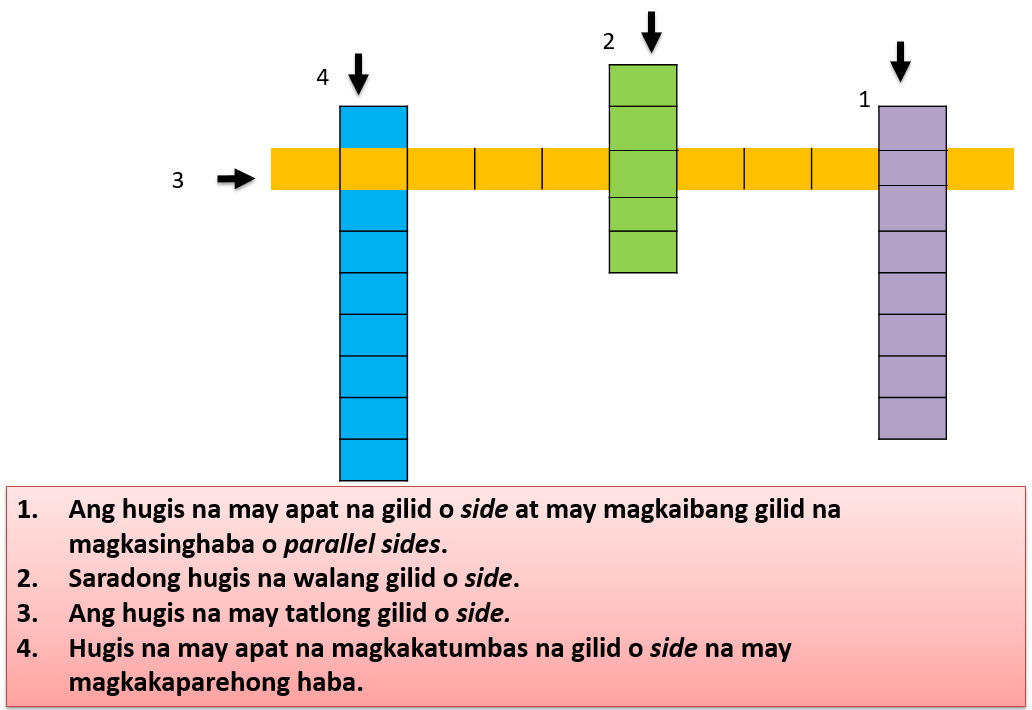 2
4
1
3
1. Ang hugis na may apat na gilid o side at may magkaibang gilid na
magkasinghaba o parallel sides.
2. Saradong hugis na walang gilid o side.
3. Ang hugis na may tatlong gilid o side.
4. Hugis na may apat na magkakatumbas na gilid o side na may
magkakaparehong haba.